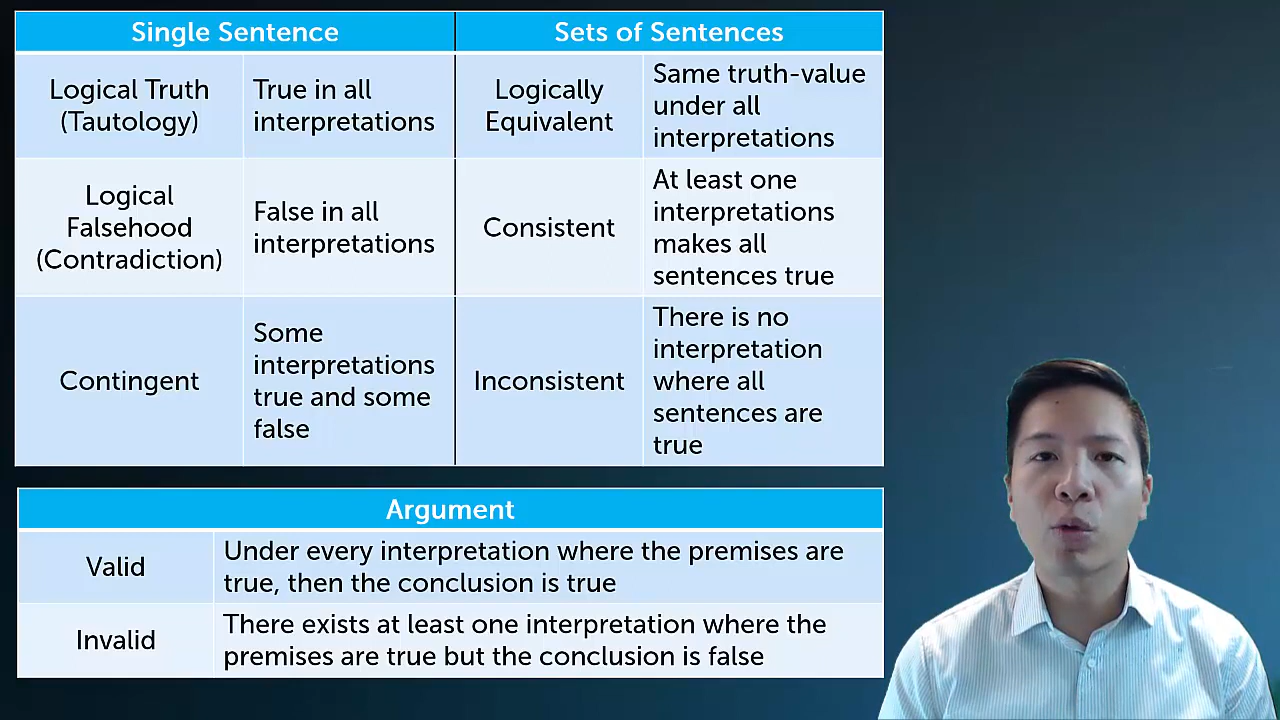 Single Sentence
Sets of Sentences
Logical Truth
(Tautology)
True in all
interpretations
Logically
Equivalent
Same truth-value
under all
interpretations
Logical
Falsehood
(Contradiction)
False in all
interpretations
Consistent
At least one
interpretations
makes all
sentences true
Contingent
Some
interpretations
true and some
false
Inconsistent
There is no
interpretation
where all
sentences are
true
Argument
Valid
Under every interpretation where the premises are
true, then the conclusion is true
Invalid
There exists at least one interpretation where the
premises are true but the conclusion is false